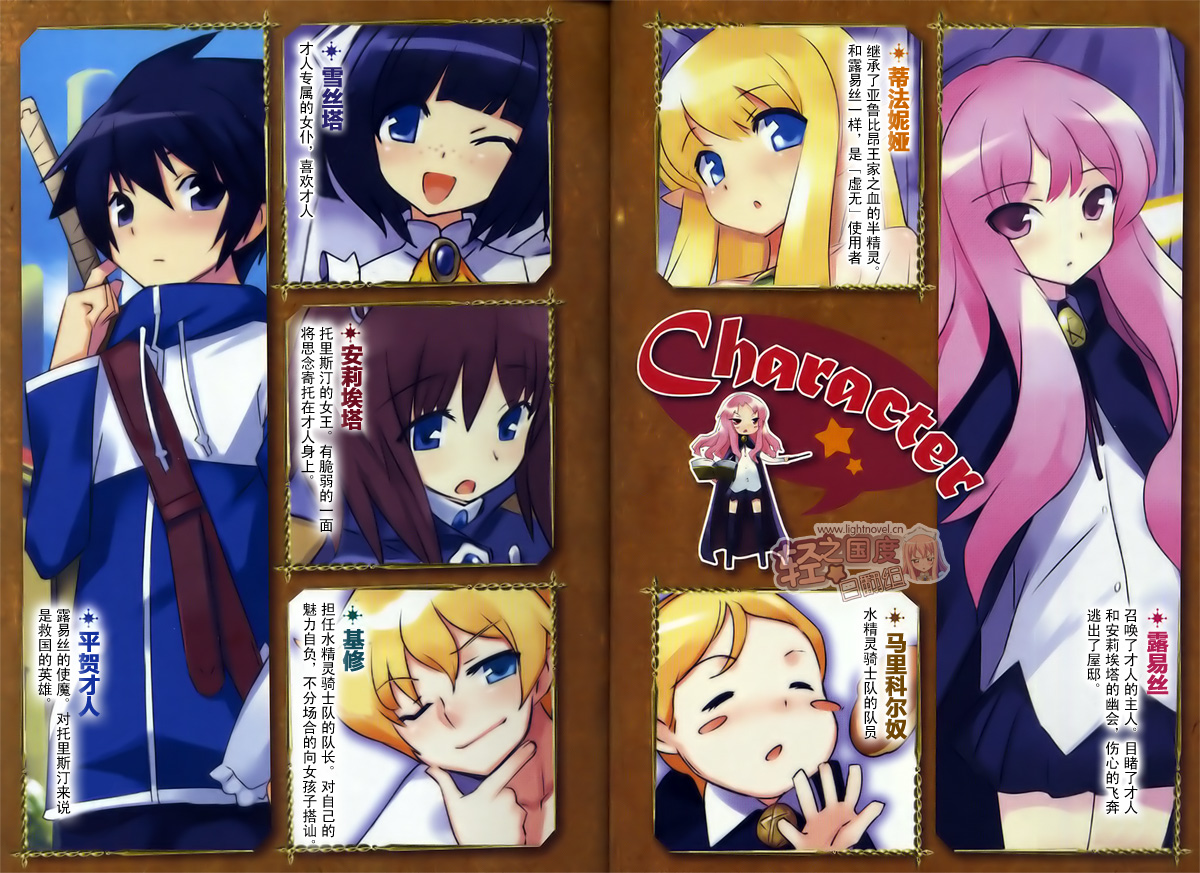 Character
露易丝
召唤了才人的主人。目睹了才人
和安莉埃塔的幽会，伤心的飞奔
逃出了屋邸。
蒂法妮娅
继承了亚鲁比昂王家之血的半精灵。
和露易丝一样，是「虚无」使用者
马里科尔奴
水精灵骑士队的队员
www.lightnovel.cn
轻之国度
日翻组
雪丝塔
才人专属的女仆，喜欢才人
安莉埃塔
托里斯汀的女王。有脆弱的一面
将思念寄托在才人身上。
基修
担任水精灵骑士队的队长。对自己的
魅力自负，不分场合的向女孩子搭讪。
平贺才人
露易丝的使魔。对托里斯汀来说
是救国的英雄。